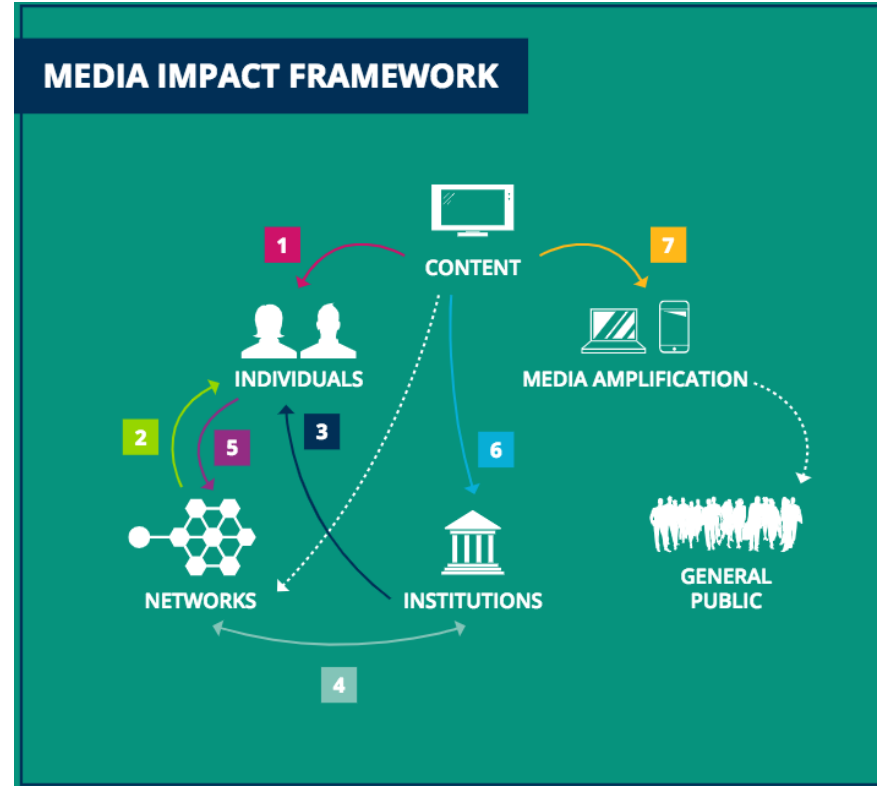 MEDIA IMPACT FRAMEWORK
1
7
CONTENT
INDIVIDUALS
MEDIA AMPLIFICATION
2
5
3
6
NETWORKS
INSTITUTIONS
GENERAL
PUBLIC
4